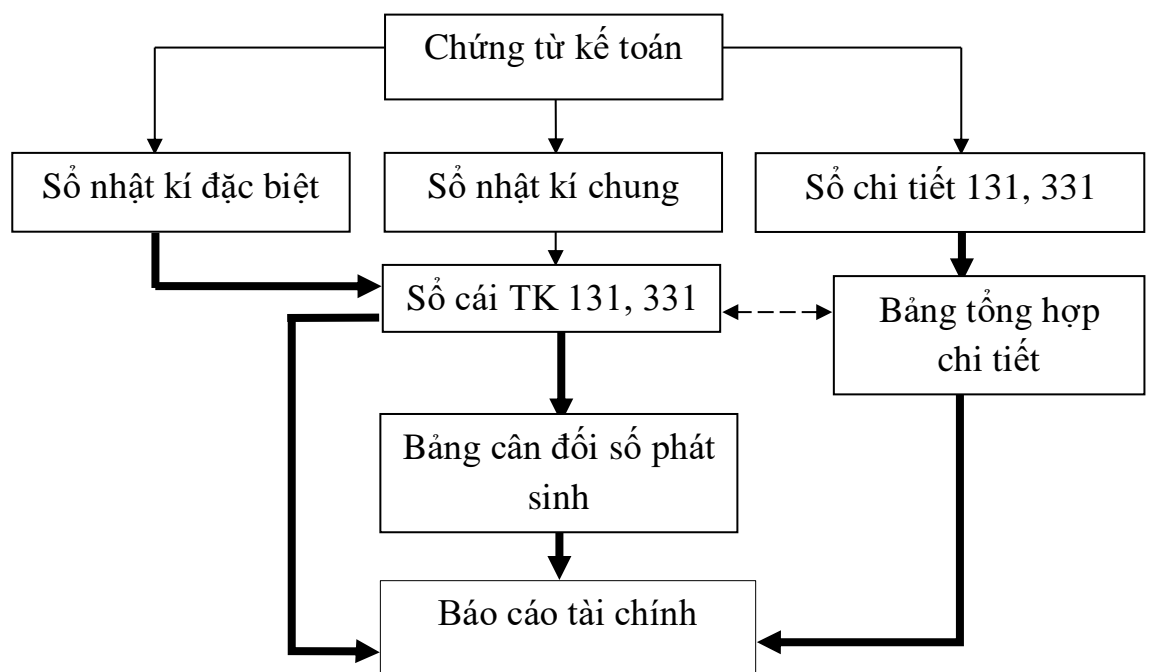 Chứng từ kế toán
Sổ nhật kí đặc biệt
Sổ nhật kí chung
Sổ chi tiết 131, 331
Sổ cái TK 131, 331
Bảng tổng hợp
chi tiết
Bảng cân đối số phát
sinh
Báo cáo tài chính